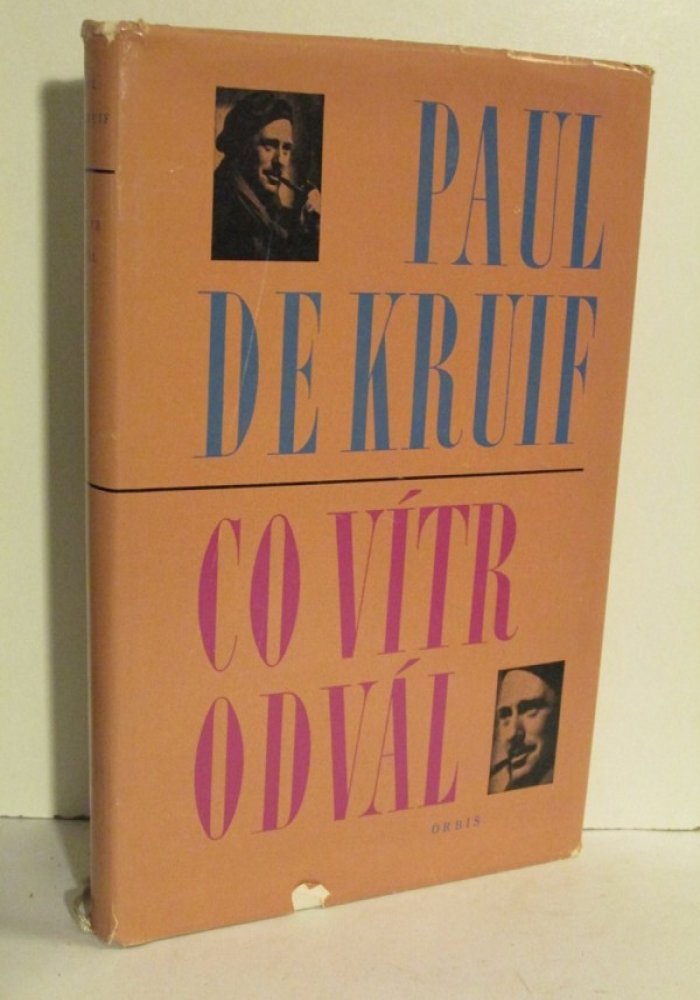 PAUL
DE KRUIF
CO VÍTR
ODVÁL
ORBIS